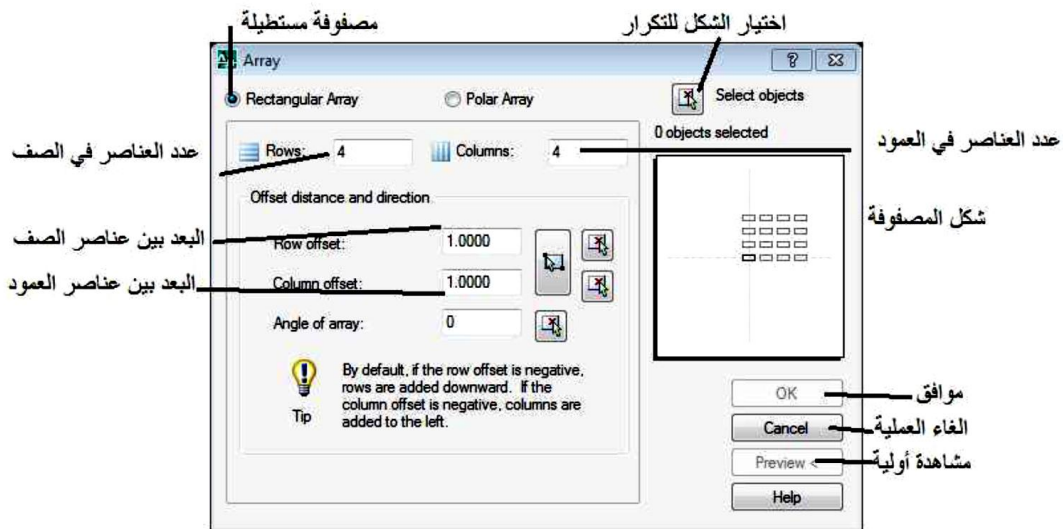 مصفوفة مستطيلة
اختيار الشكل للتكرار
Array
Rectangular Array
Polar Array
Select objects
0 objects selected
عدد العناصر في الصف
Rows:
4
Columns:
4
عدد العناصر في العمود
Offset distance and direction
شكل المصفوفة
البعد بين عناصر الصف
Row offset:
1.0000
البعد بين عناصر العمود
Column offset:
1.0000
Angle of array:
0
Tip
By default, if the row offset is negative,
rows are added downward. If the
column offset is negative, columns are
added to the left.
OK
موافق
Cancel
الغاء العملية
Preview <
مشاهدة أولية
Help